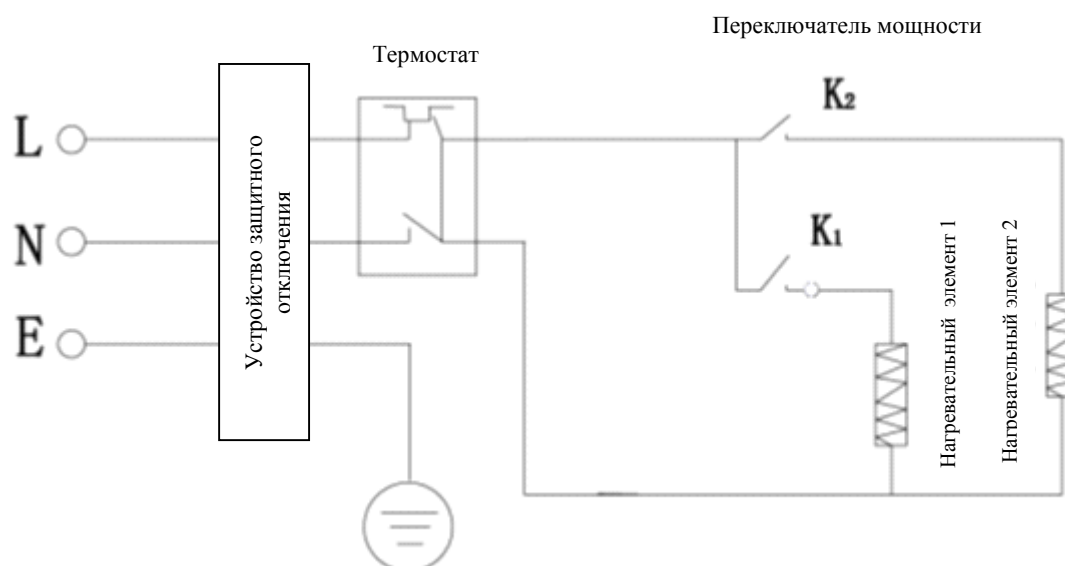 Переключатель мощности
Термостат
K2
L
Устройство защитного
отключения
N
K1
Нагревательный элемент 1
Нагревательный элемент 2
E